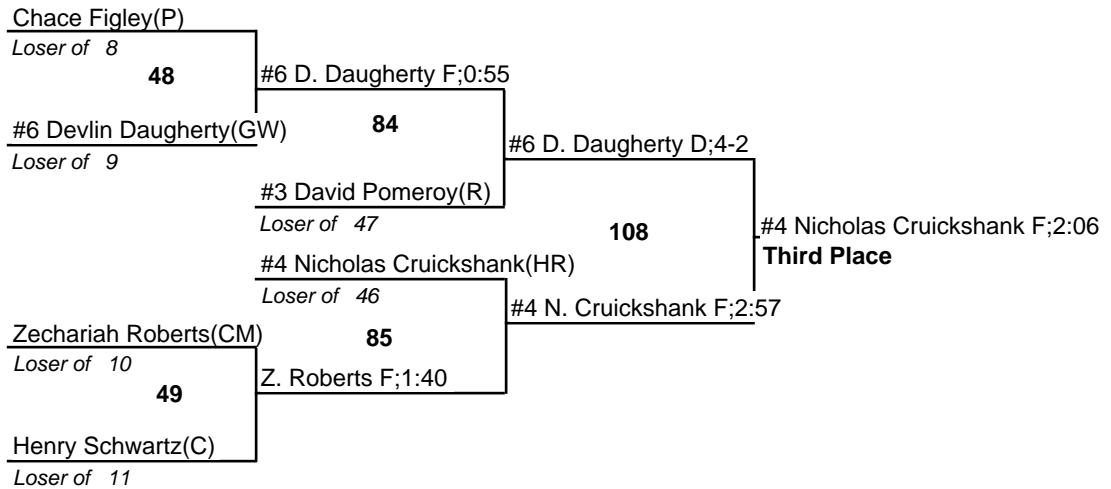 Chace Figley(P)
Loser of 8
48
#6 D. Daugherty F;0:55
#6 Devlin Daugherty(GW)
Loser of 9
84
#6 D. Daugherty D;4-2
#3 David Pomeroy(R)
Loser of 47
108
#4 Nicholas Cruickshank F;2:06
Third Place
#4 Nicholas Cruickshank(HR)
Loser of 46
#4 N. Cruickshank F;2:57
Zechariah Roberts(CM)
Loser of 10
85
49
Z. Roberts F;1:40
Henry Schwartz(C)
Loser of 11